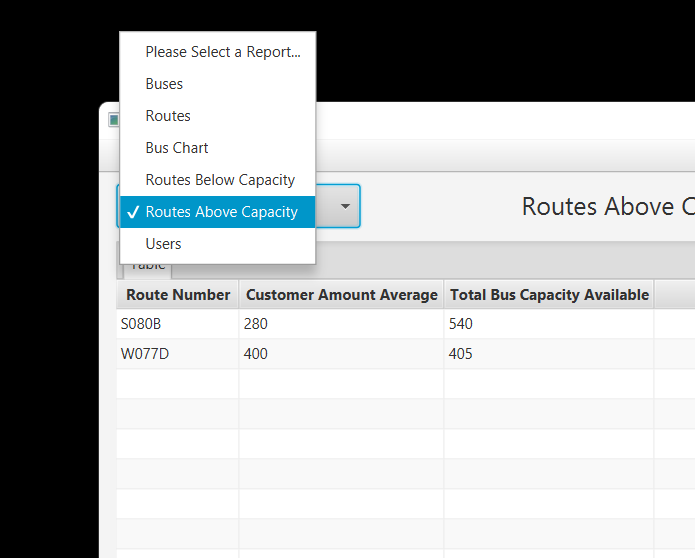 Please Select a Report...
Buses
Routes
Bus Chart
Routes Below Capacity
Routes Above Capacity
Users
Routes Above C
Table
Route Number Customer Amount Average Total Bus Capacity Available
S080B 280 540
W077D 400 405